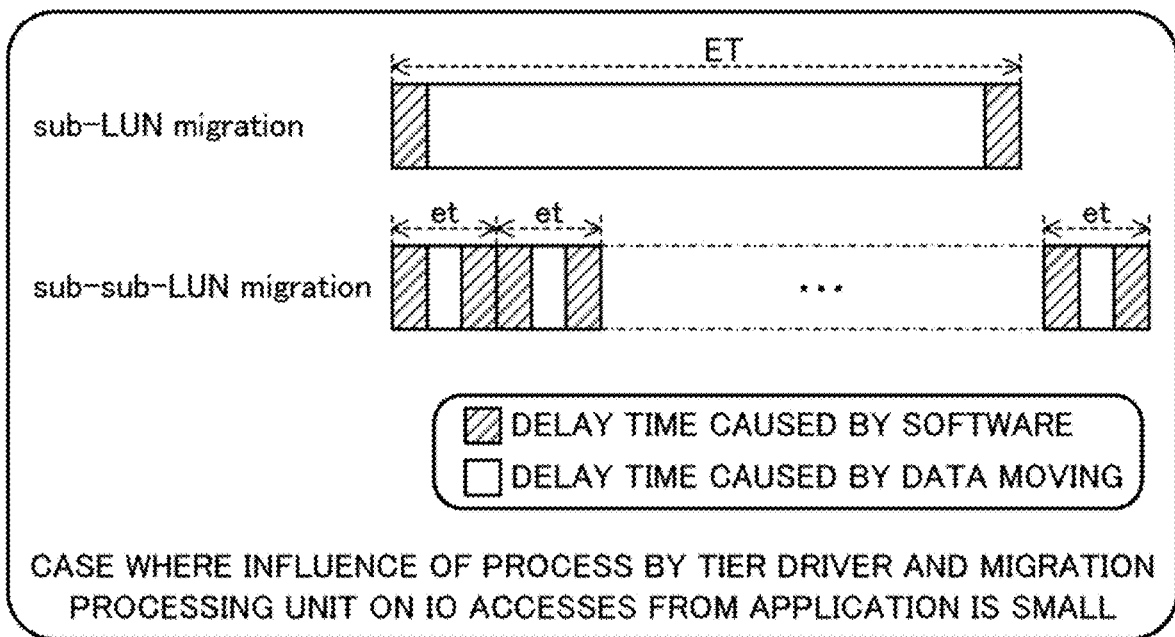 ET
sub-LUN migration
et et et
sub-sub-LUN migration
...
DELAY TIME CAUSED BY SOFTWARE
DELAY TIME CAUSED BY DATA MOVING
CASE WHERE INFLUENCE OF PROCESS BY TIER DRIVER AND MIGRATION
PROCESSING UNIT ON IO ACCESSES FROM APPLICATION IS SMALL